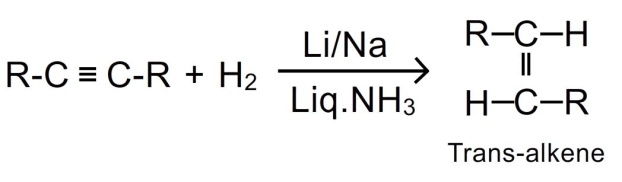 R-C≡C-R + H₂
Li/Na
Liq.NH₃
R-C-H
||
H-C-R
Trans-alkene